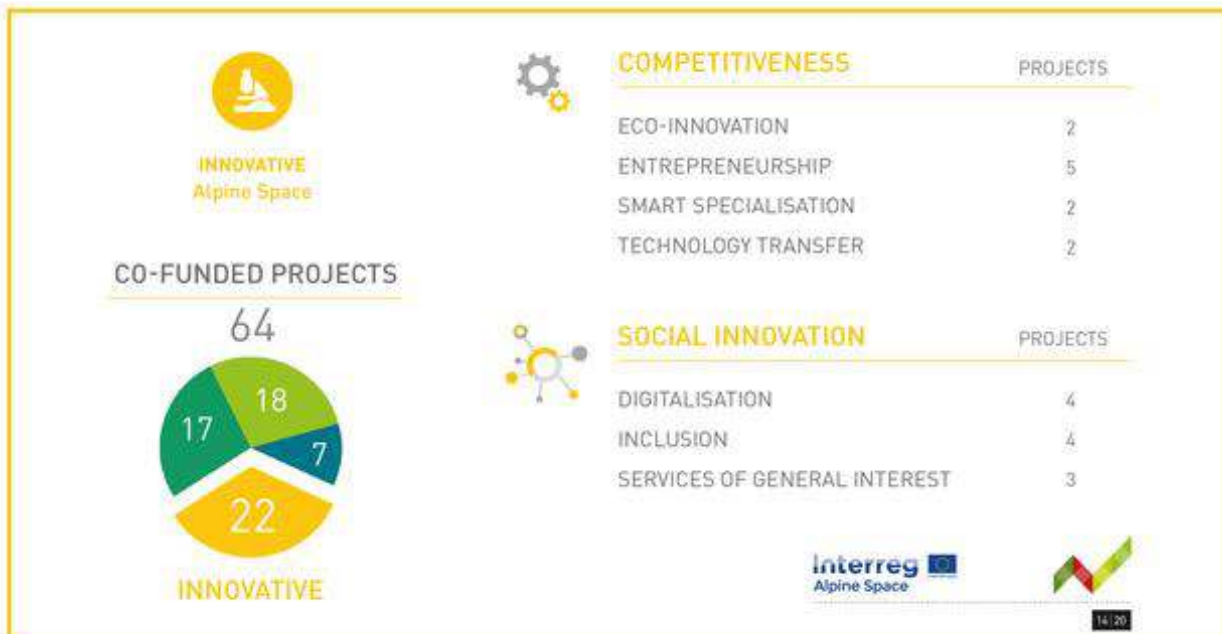 INNOVATIVE
Alpine Space
CO-FUNDED PROJECTS
64
17
18
7
22
INNOVATIVE
COMPETITIVENESS PROJECTS
ECO-INNOVATION 2
ENTREPRENEURSHIP 5
SMART SPECIALISATION 2
TECHNOLOGY TRANSFER 2
SOCIAL INNOVATION PROJECTS
DIGITALISATION 4
INCLUSION 4
SERVICES OF GENERAL INTEREST 3
Interreg
Alpine Space
14 20